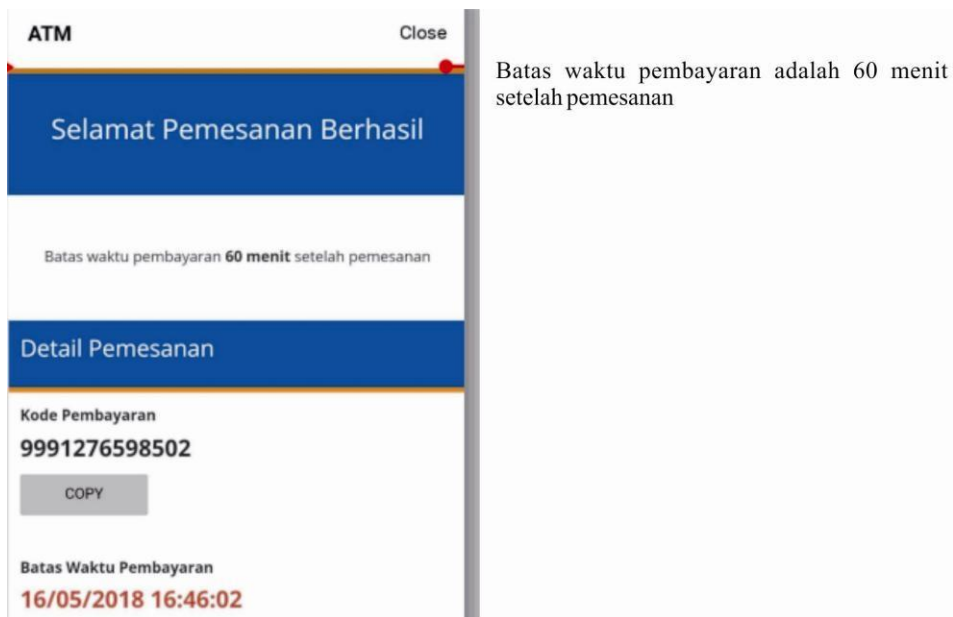 ATM
Close
Selamat Pemesanan Berhasil
Batas waktu pembayaran 60 menit setelah pemesanan
Detail Pemesanan
Kode Pembayaran
9991276598502
COPY
Batas Waktu Pembayaran
16/05/2018 16:46:02
Batas waktu pembayaran adalah 60 menit
setelah pemesanan